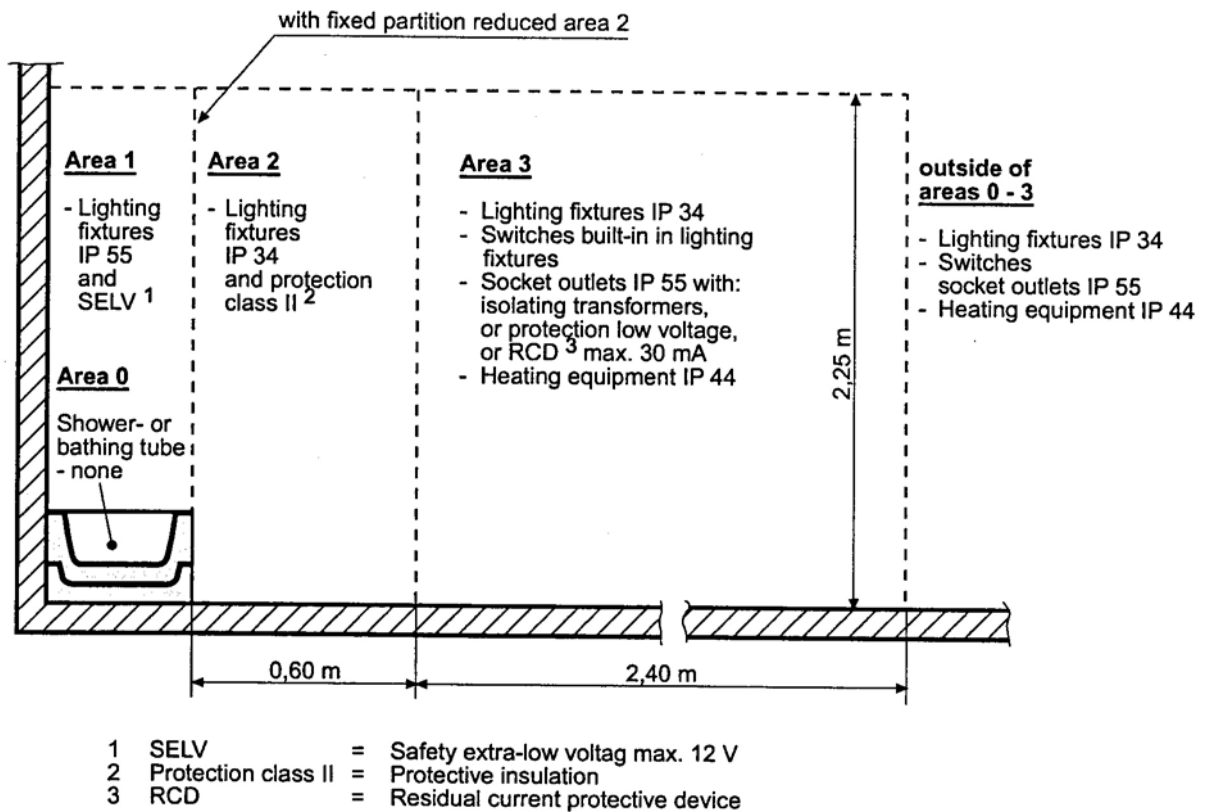 with fixed partition reduced area 2
Area 1
- Lighting
fixtures
IP 55
and
SELV 1
Area 0
Shower- or
bathing tube
- none
Area 2
- Lighting
fixtures
IP 34
and protection
class II 2
Area 3
- Lighting fixtures IP 34
- Switches built-in in lighting
fixtures
- Socket outlets IP 55 with:
isolating transformers,
or protection low voltage,
or RCD 3 max. 30 mA
- Heating equipment IP 44
2,25 m
outside of
areas 0 - 3
- Lighting fixtures IP 34
- Switches
socket outlets IP 55
- Heating equipment IP 44
0,60 m
2,40 m
1 SELV = Safety extra-low voltag max. 12 V
2 Protection class II = Protective insulation
3 RCD = Residual current protective device